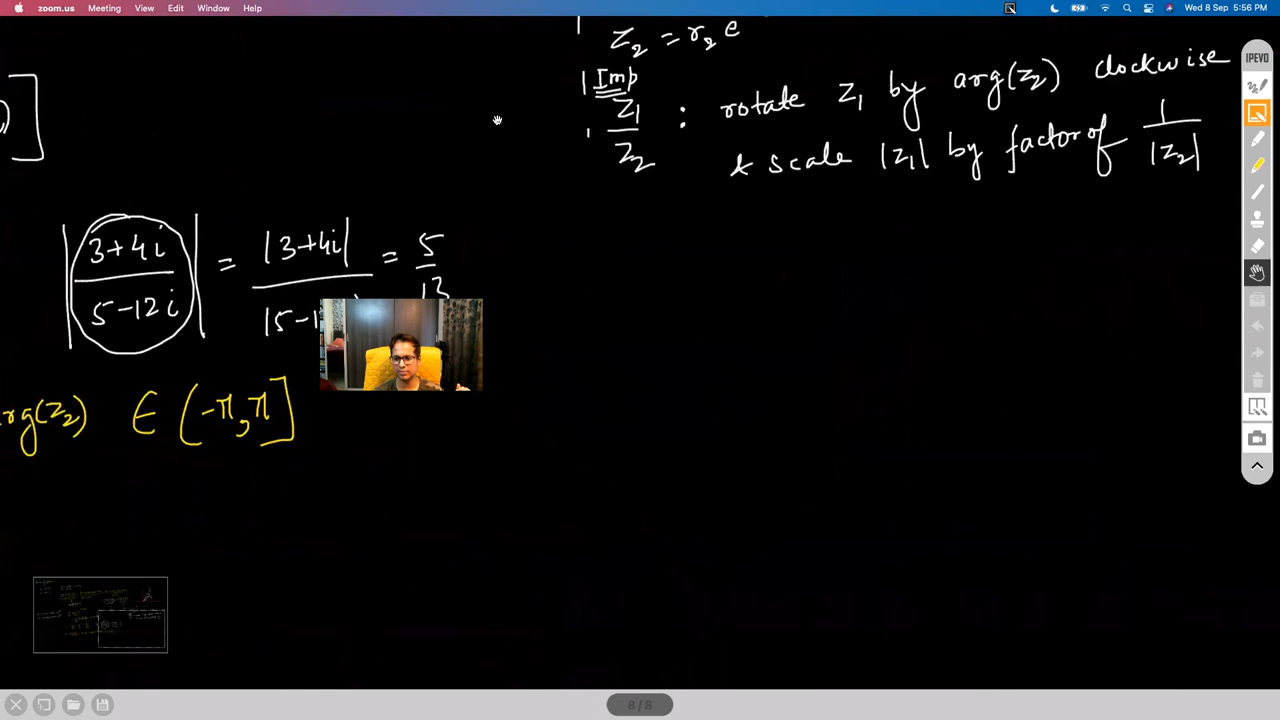 zoom.us Meeting View Edit Window Help Wed 8 Sep 5:56 PM
IPEVO
z₂ = r₂ e
Imp
z₁/z₂ : rotate z₁ by arg(z₂) clockwise
& scale |z₁| by factor of 1/|z₂|
)]
|3+4i / 5-12i| = |3+4i| / |5-1 = 5/13
arg(z₂) ∈ (-π, π]
8 / 8